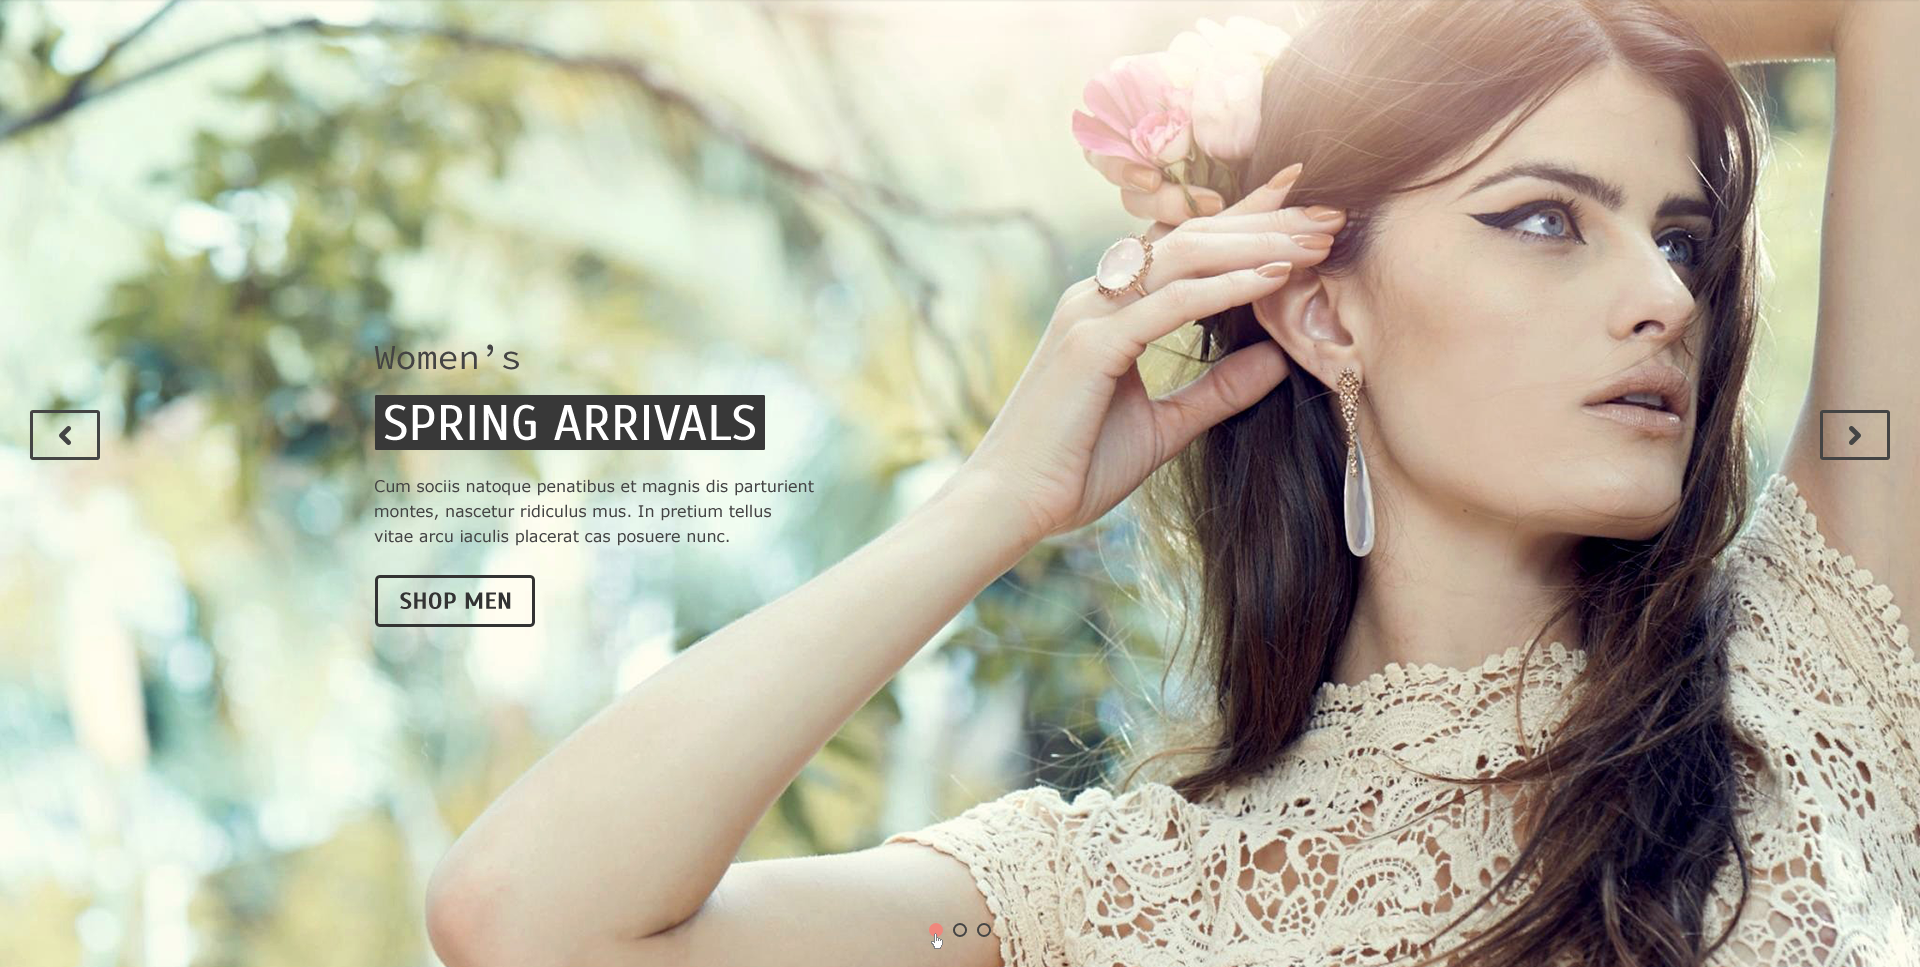 Women’s
SPRING ARRIVALS
Cum sociis natoque penatibus et magnis dis parturient
montes, nascetur ridiculus mus. In pretium tellus
vitae arcu iaculis placerat cas posuere nunc.
SHOP MEN